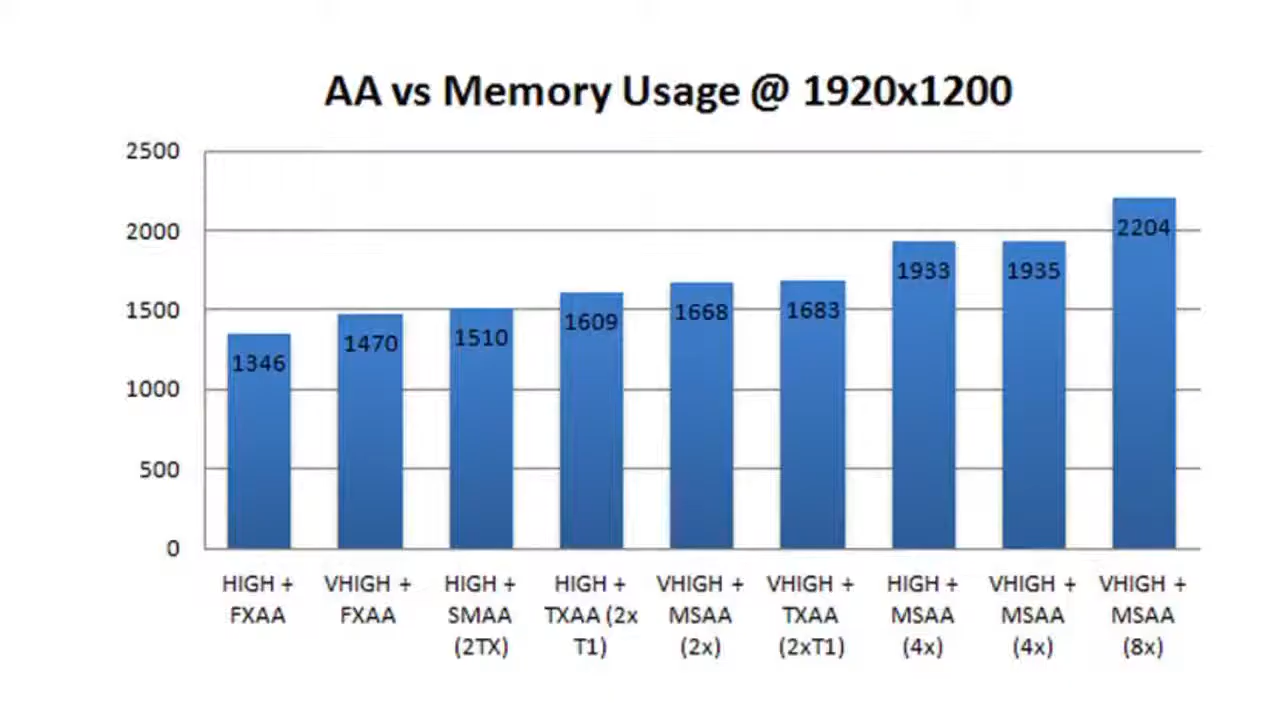 AA vs Memory Usage @ 1920x1200
2500
2000
1500
1000
500
0
1346
1470
1510
1609
1668
1683
1933
1935
2204
HIGH +
FXAA
VHIGH +
FXAA
HIGH +
SMAA
(2TX)
HIGH +
TXAA (2x
T1)
VHIGH +
MSAA
(2x)
VHIGH +
TXAA
(2xT1)
HIGH +
MSAA
(4x)
VHIGH +
MSAA
(4x)
VHIGH +
MSAA
(8x)